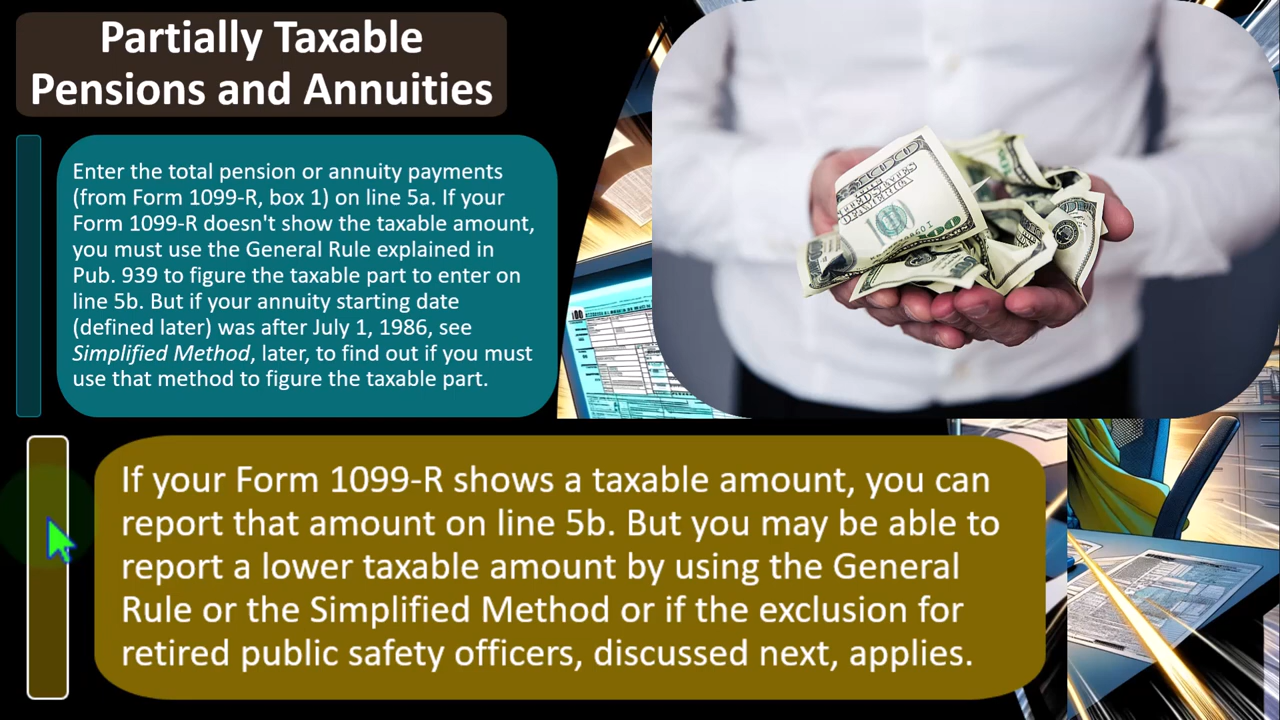 Partially Taxable
Pensions and Annuities
Enter the total pension or annuity payments
(from Form 1099-R, box 1) on line 5a. If your
Form 1099-R doesn't show the taxable amount,
you must use the General Rule explained in
Pub. 939 to figure the taxable part to enter on
line 5b. But if your annuity starting date
(defined later) was after July 1, 1986, see
Simplified Method, later, to find out if you must
use that method to figure the taxable part.
If your Form 1099-R shows a taxable amount, you can
report that amount on line 5b. But you may be able to
report a lower taxable amount by using the General
Rule or the Simplified Method or if the exclusion for
retired public safety officers, discussed next, applies.